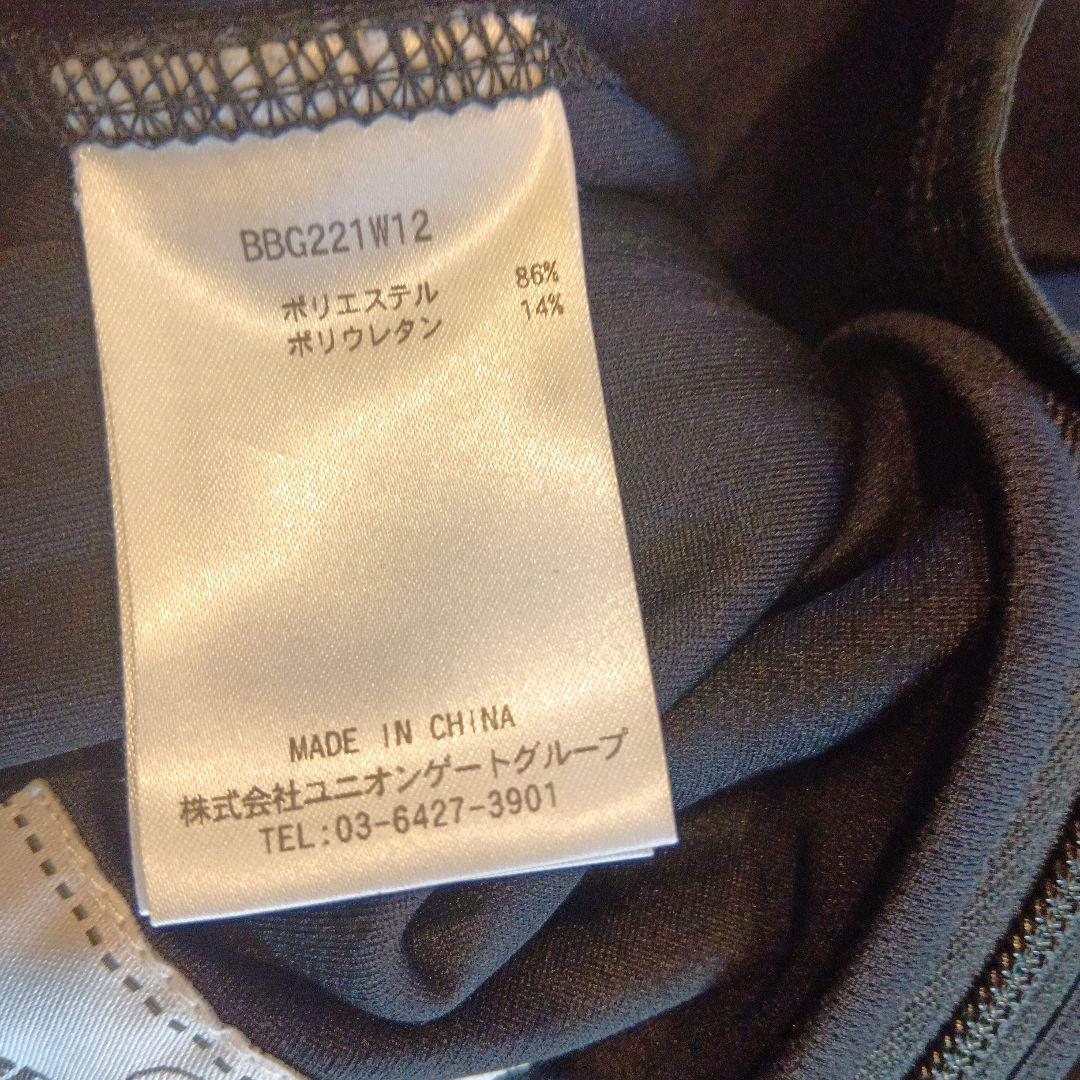 BBG221W12
ポリエステル 86%
ポリウレタン 14%
MADE IN CHINA
株式会社ユニオンゲートグループ
TEL:03-6427-3901